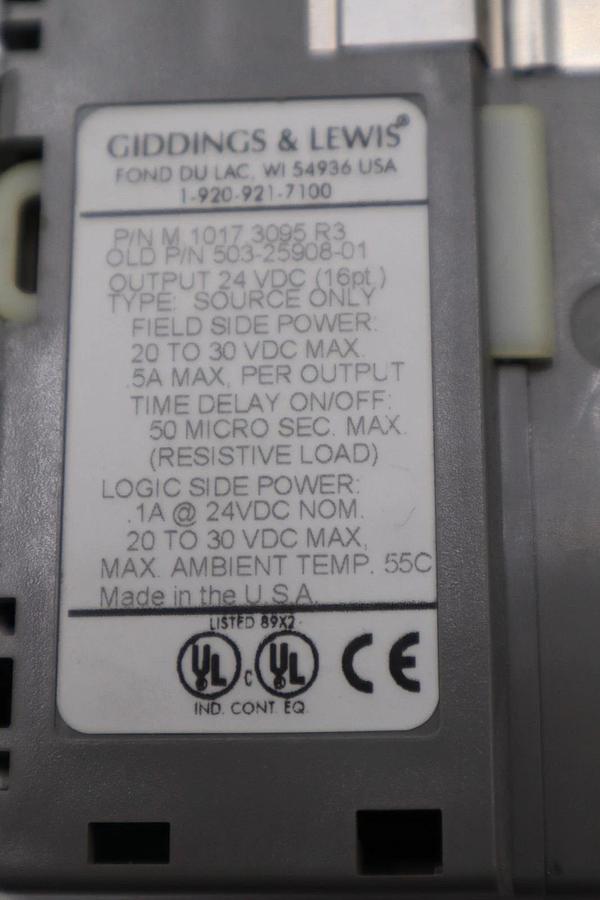 GIDDINGS & LEWIS®
FOND DU LAC, WI 54936 USA
1-920-921-7100
P/N M 1017 3095 R3
OLD P/N 503-25908-01
OUTPUT 24 VDC (16pt.)
TYPE: SOURCE ONLY
FIELD SIDE POWER:
20 TO 30 VDC MAX.
.5A MAX, PER OUTPUT
TIME DELAY ON/OFF:
50 MICRO SEC. MAX.
(RESISTIVE LOAD)
LOGIC SIDE POWER:
.1A @ 24VDC NOM.
20 TO 30 VDC MAX,
MAX. AMBIENT TEMP. 55C
Made in the U.S.A.
LISTED 89X2
UL ® C UL ® CE
IND. CONT. EQ.